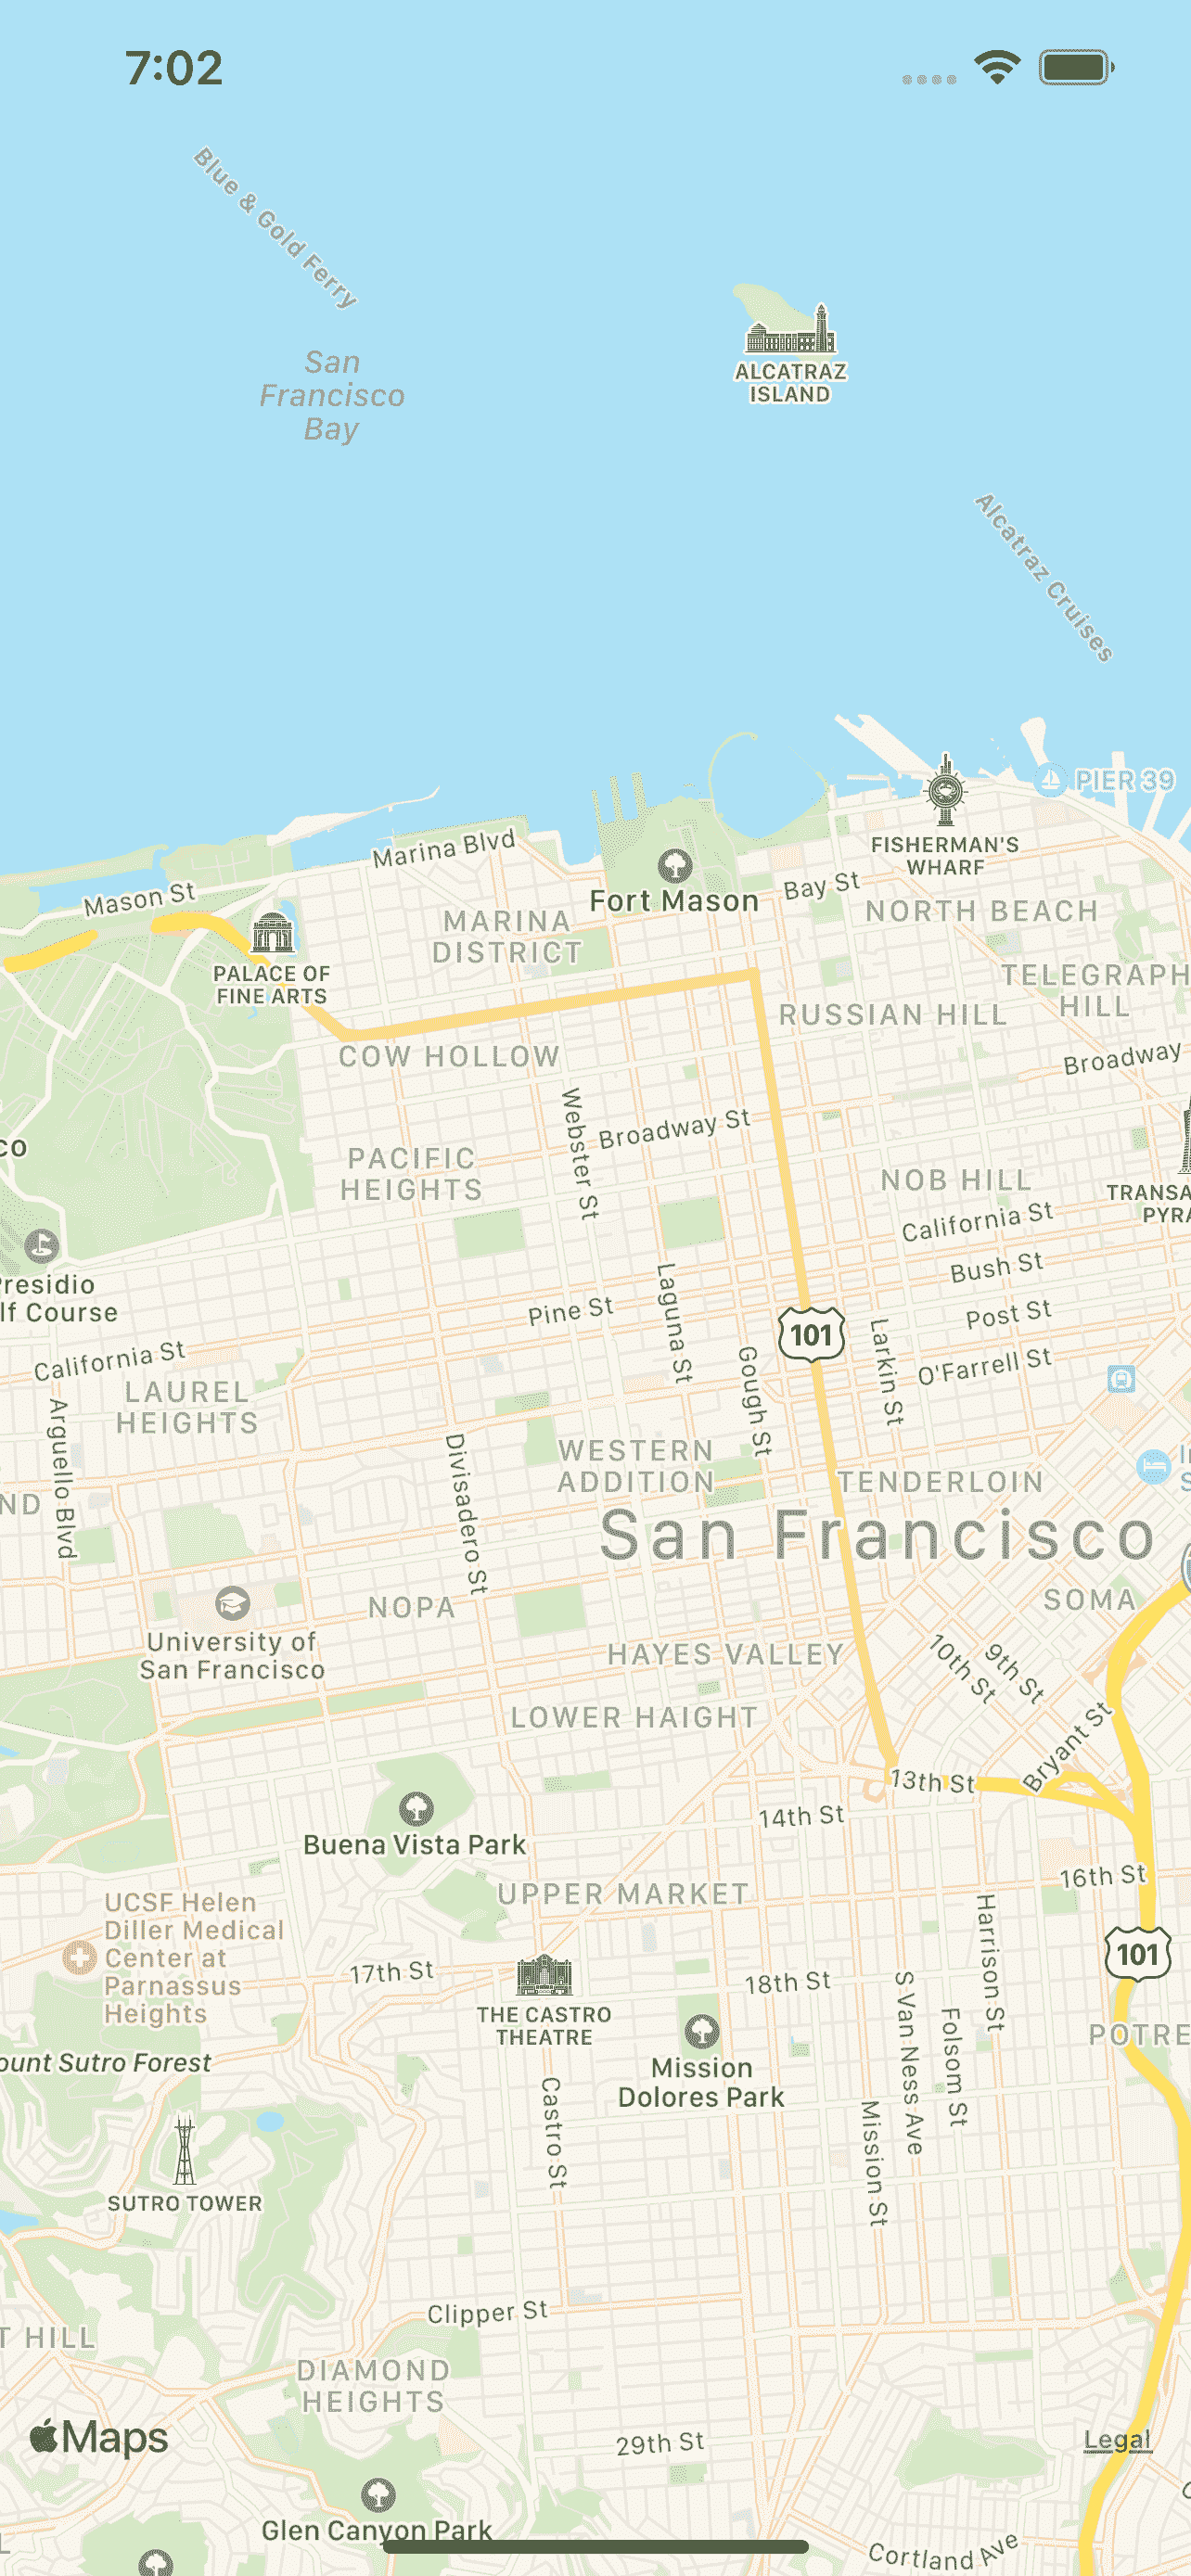 7:02
Blue & Gold Ferry
San
Francisco
Bay
ALCATRAZ
ISLAND
Alcatraz Cruises
PIER 39
FISHERMAN'S
WHARF
Marina Blvd
Mason St
Fort Mason
Bay St
NORTH BEACH
MARINA
DISTRICT
PALACE OF
FINE ARTS
TELEGRAPH
HILL
RUSSIAN HILL
COW HOLLOW
Broadway
Webster St
Broadway St
co
PACIFIC
HEIGHTS
NOB HILL
TRANSA
PYRA
California St
Bush St
Presidio
lf Course
Pine St
Laguna St
Post St
101
Larkin St
O'Farrell St
California St
Gough St
LAUREL
HEIGHTS
Arguello Blvd
Divisadero St
WESTERN
ADDITION
TENDERLOIN
ND
San Francisco
SOMA
NOPA
University of
San Francisco
HAYES VALLEY
9th St
10th St
LOWER HAIGHT
Bryant St
13th St
14th St
Buena Vista Park
16th St
UPPER MARKET
UCSF Helen
Diller Medical
Center at
Parnassus
Heights
Harrison St
101
17th St
18th St
THE CASTRO
THEATRE
S Van Ness Ave
Folsom St
POTRE
ount Sutro Forest
Mission
Dolores Park
Castro St
Mission St
SUTRO TOWER
Clipper St
T HILL
DIAMOND
HEIGHTS
Maps
29th St
Legal
Glen Canyon Park
Cortland Ave